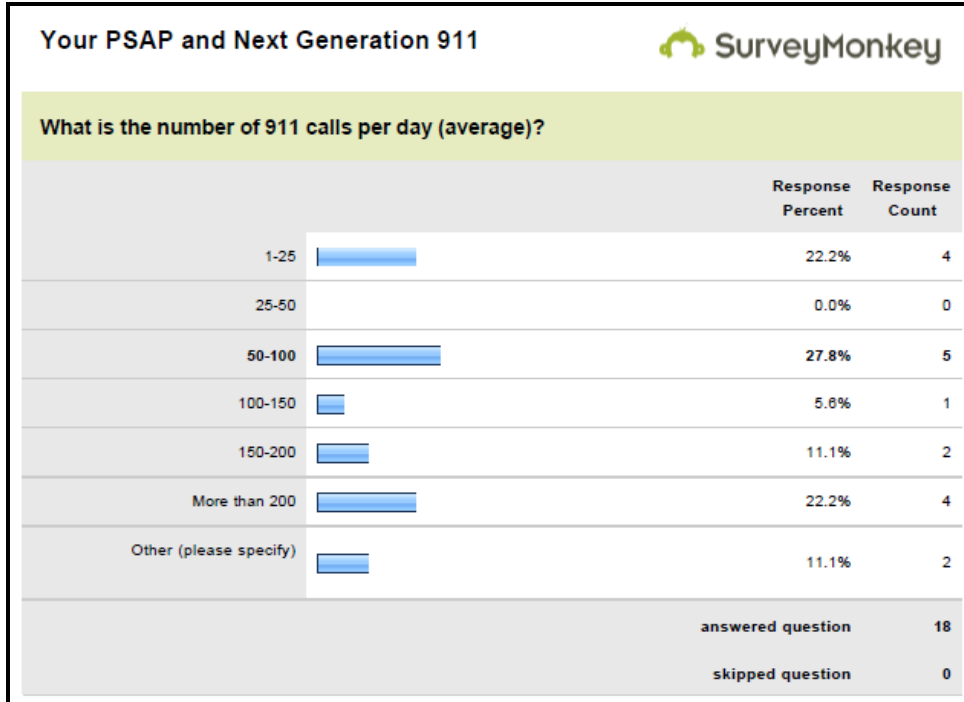 Your PSAP and Next Generation 911
SurveyMonkey
What is the number of 911 calls per day (average)?
Response Percent Response Count
1-25 22.2% 4
25-50 0.0% 0
50-100 27.8% 5
100-150 5.6% 1
150-200 11.1% 2
More than 200 22.2% 4
Other (please specify) 11.1% 2
answered question 18
skipped question 0